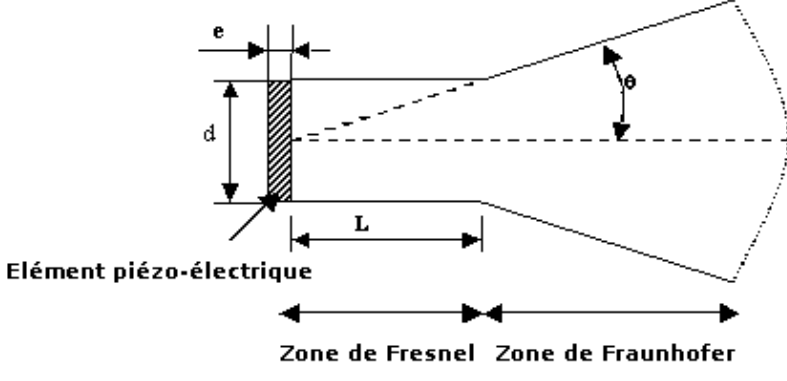 e
θ
d
L
Elément piézo-électrique
Zone de Fresnel Zone de Fraunhofer